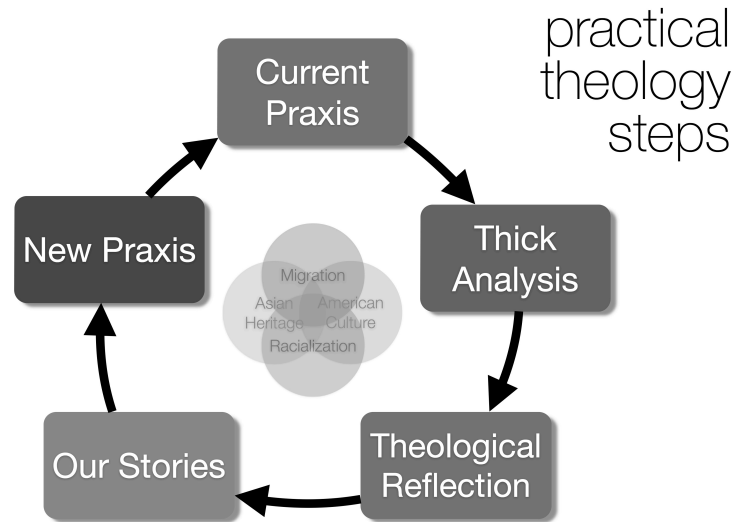 practical
theology
steps
Current
Praxis
Thick
Analysis
Theological
Reflection
Our Stories
New Praxis
Migration
Asian
Heritage
American
Culture
Racialization